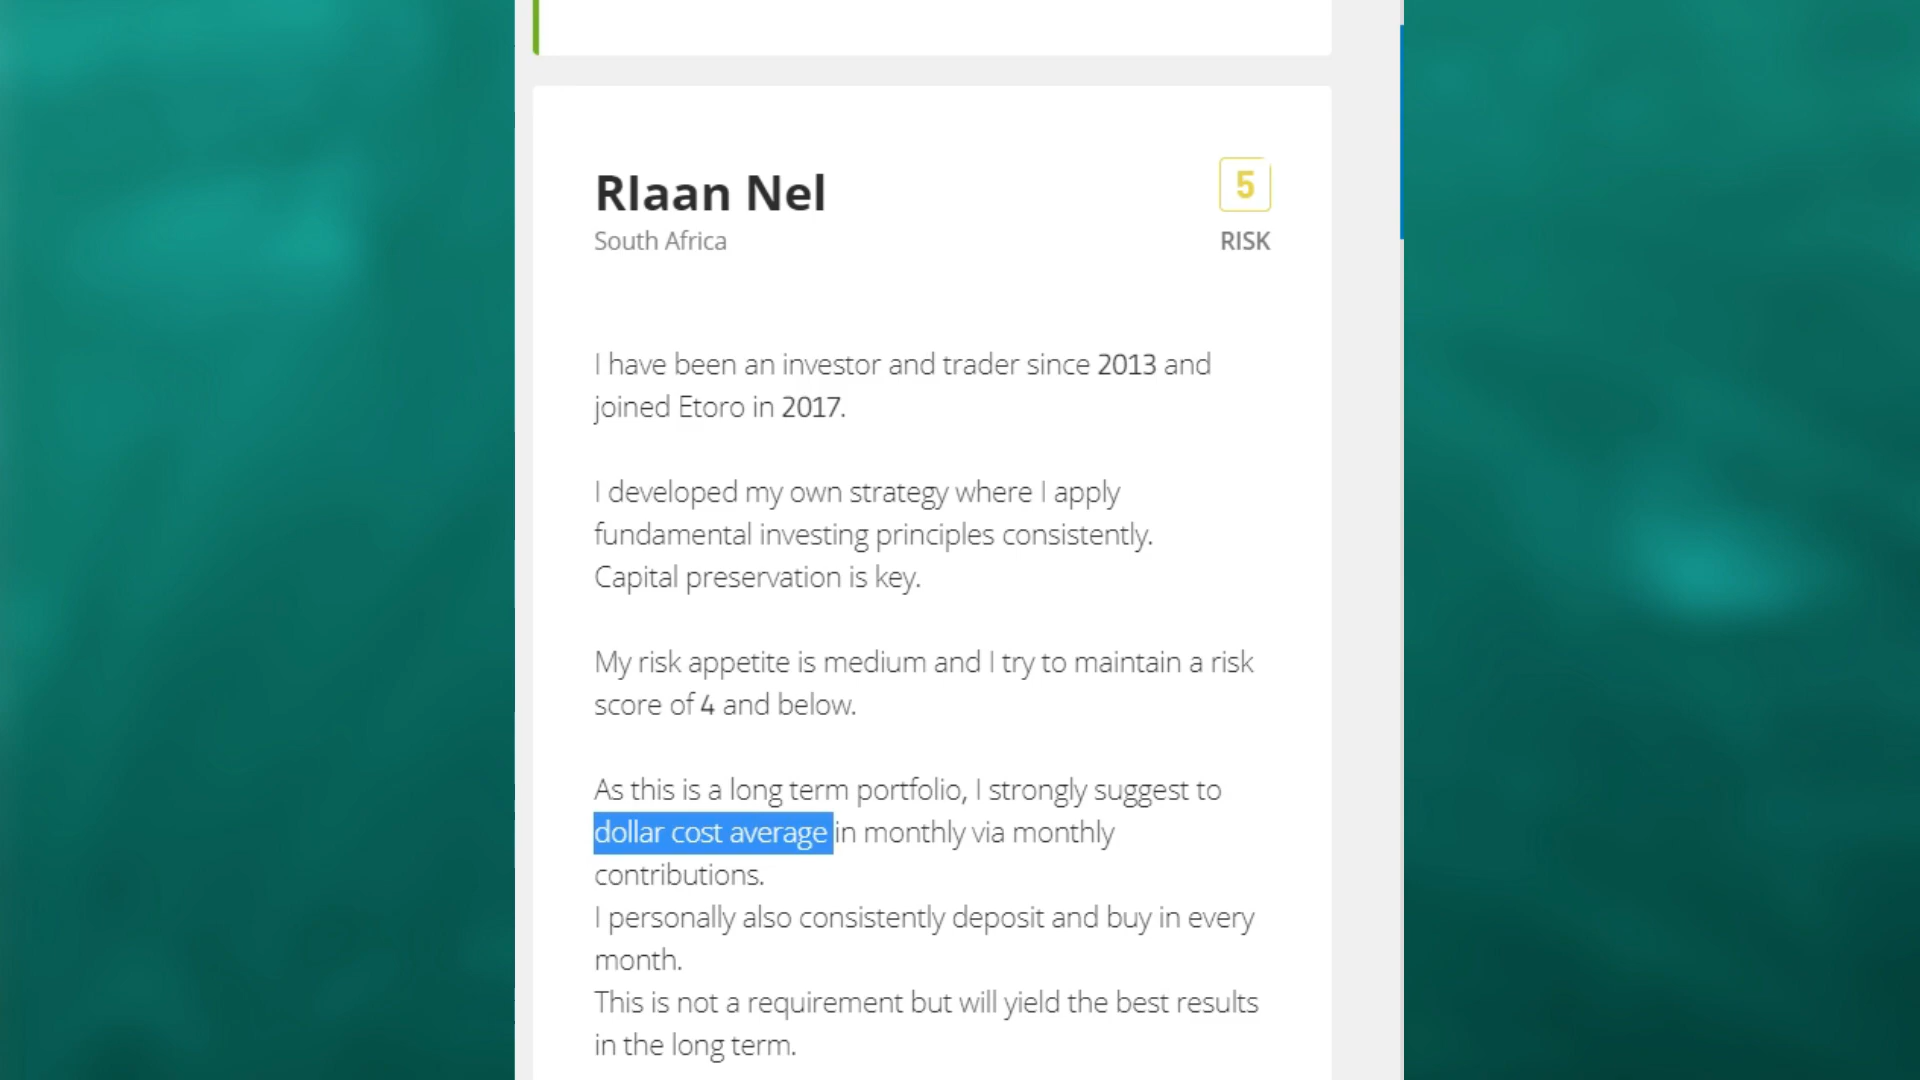 RIaan Nel
5
South Africa
RISK
I have been an investor and trader since 2013 and
joined Etoro in 2017.
I developed my own strategy where I apply
fundamental investing principles consistently.
Capital preservation is key.
My risk appetite is medium and I try to maintain a risk
score of 4 and below.
As this is a long term portfolio, I strongly suggest to
dollar cost average in monthly via monthly
contributions.
I personally also consistently deposit and buy in every
month.
This is not a requirement but will yield the best results
in the long term.